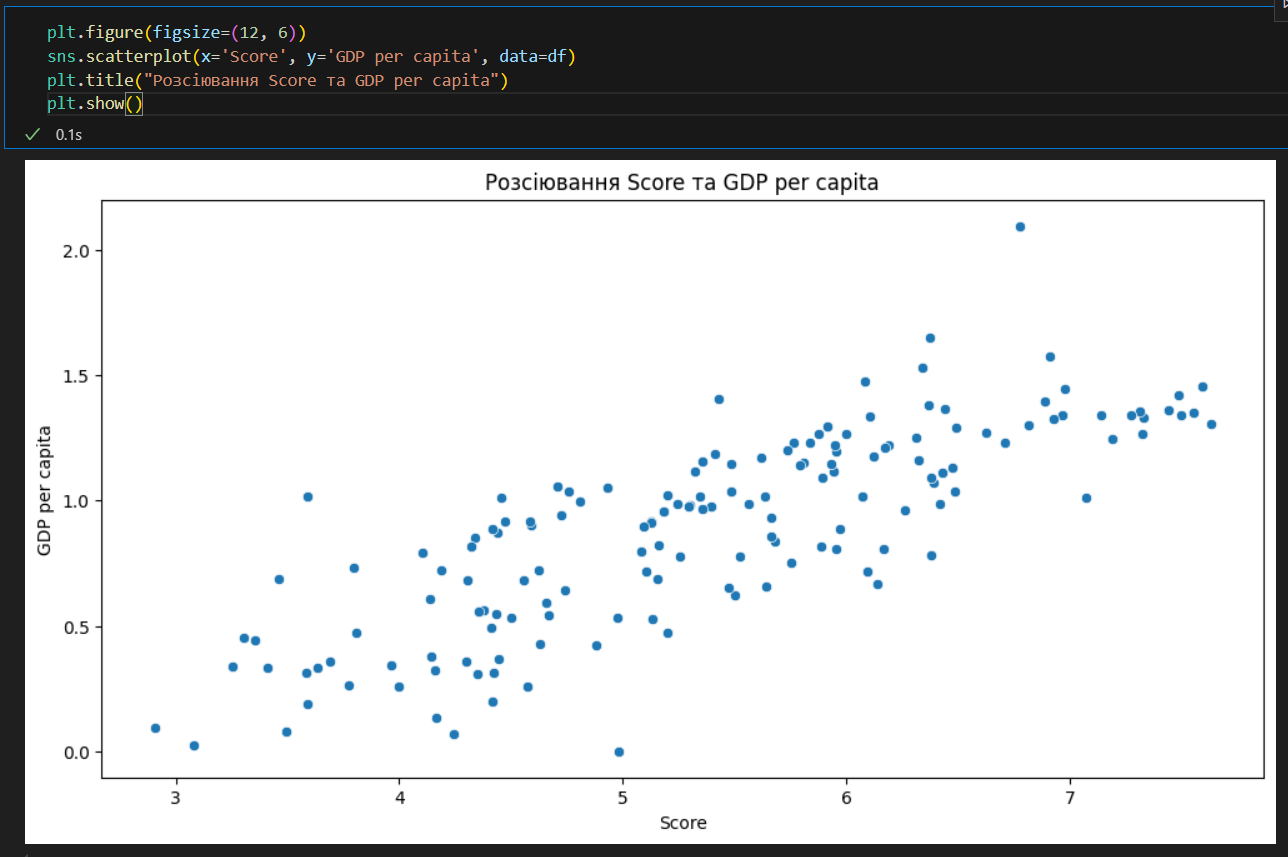 plt.figure(figsize=(12, 6))
sns.scatterplot(x='Score', y='GDP per capita', data=df)
plt.title("Розсіювання Score та GDP per capita")
plt.show()
0.1s
Розсіювання Score та GDP per capita
2.0
1.5
1.0
0.5
0.0
GDP per capita
3 4 5 6 7
Score